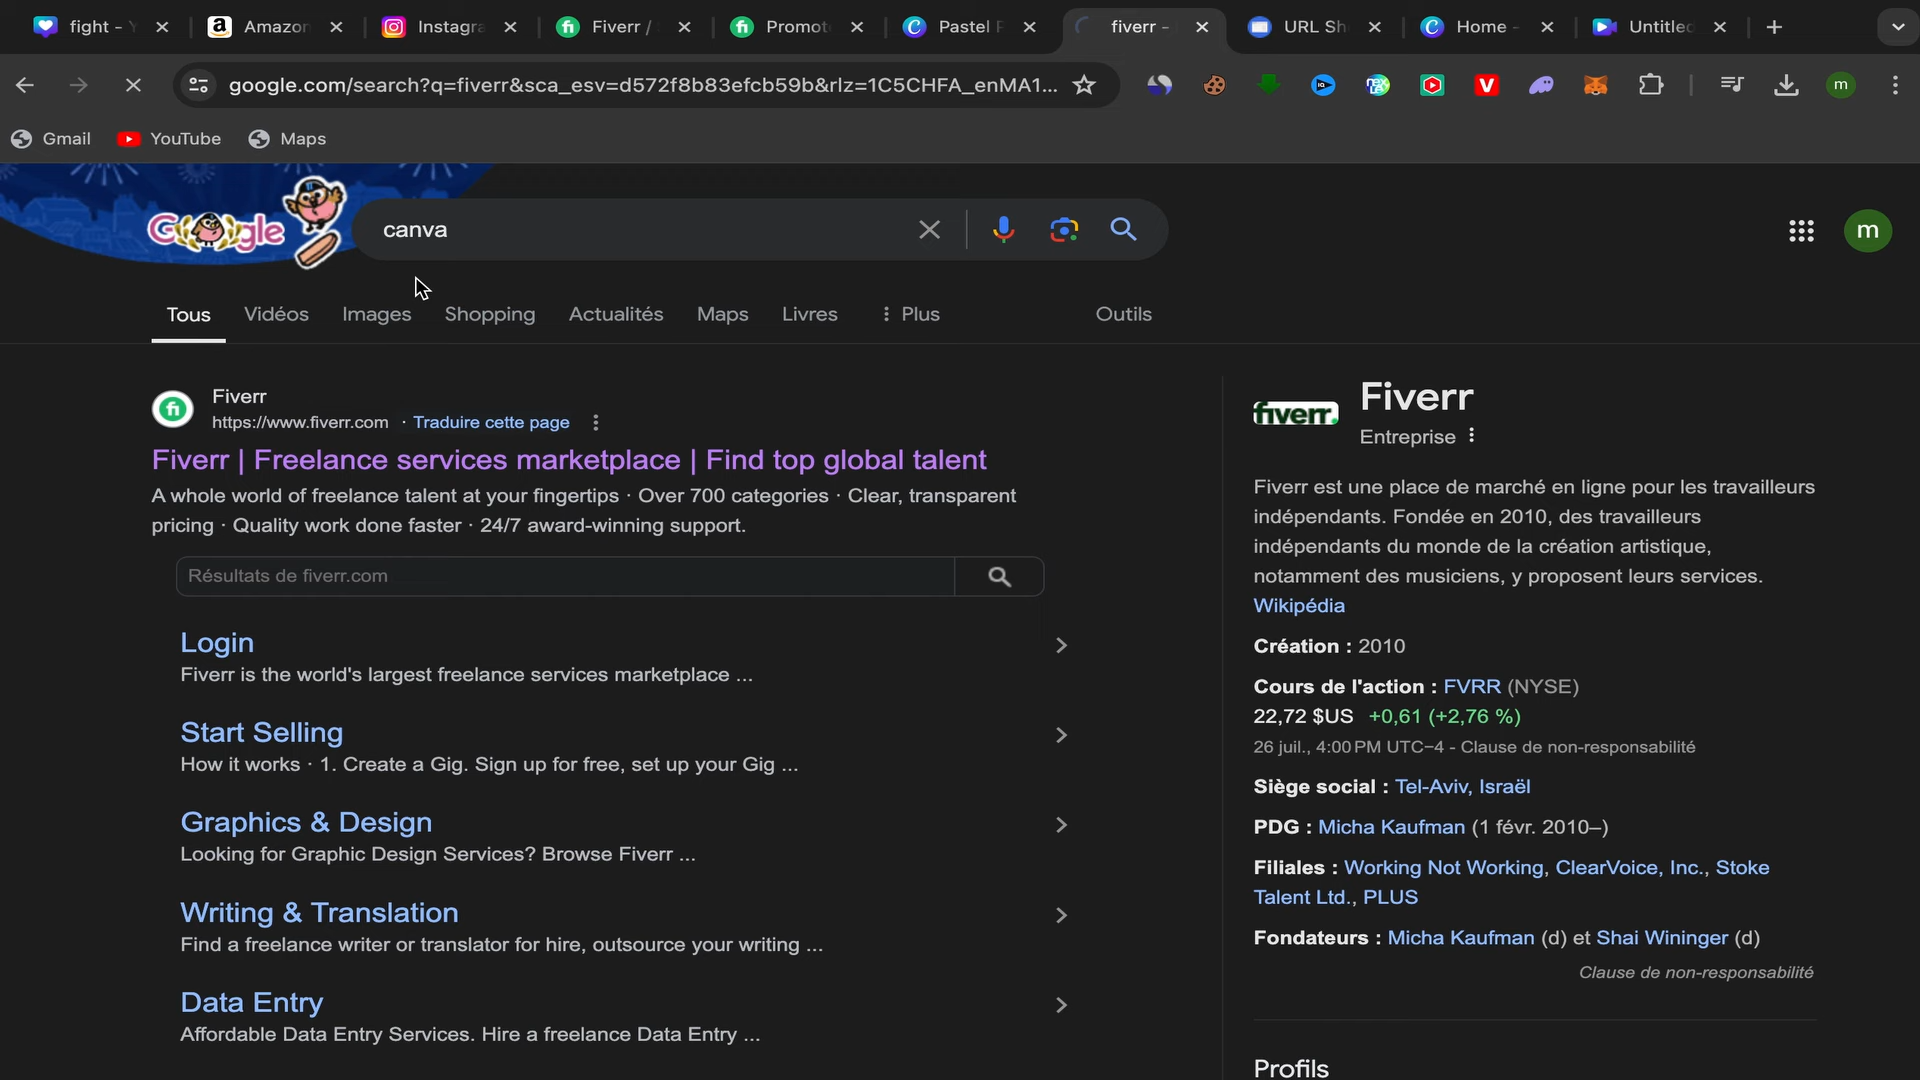 fight -
Amazon
Instagra
Fiverr /
Promot
Pastel
fiverr -
URL Sh
Home -
Untitled
google.com/search?q=fiverr&sca_esv=d572f8b83efcb59b&rlz=1C5CHFA_enMA1...
m
Gmail
YouTube
Maps
Google
canva
m
Tous
Vidéos
Images
Shopping
Actualités
Maps
Livres
Plus
Outils
Fiverr
https://www.fiverr.com · Traduire cette page
Fiverr | Freelance services marketplace | Find top global talent
A whole world of freelance talent at your fingertips · Over 700 categories · Clear, transparent
pricing · Quality work done faster · 24/7 award-winning support.
Résultats de fiverr.com
Login
Fiverr is the world's largest freelance services marketplace ...
Start Selling
How it works · 1. Create a Gig. Sign up for free, set up your Gig ...
Graphics & Design
Looking for Graphic Design Services? Browse Fiverr ...
Writing & Translation
Find a freelance writer or translator for hire, outsource your writing ...
Data Entry
Affordable Data Entry Services. Hire a freelance Data Entry ...
fiverr.
Fiverr
Entreprise
Fiverr est une place de marché en ligne pour les travailleurs
indépendants. Fondée en 2010, des travailleurs
indépendants du monde de la création artistique,
notamment des musiciens, y proposent leurs services.
Wikipédia
Création : 2010
Cours de l'action : FVRR (NYSE)
22,72 $US +0,61 (+2,76 %)
26 juil., 4:00 PM UTC−4 - Clause de non-responsabilité
Siège social : Tel-Aviv, Israël
PDG : Micha Kaufman (1 févr. 2010–)
Filiales : Working Not Working, ClearVoice, Inc., Stoke
Talent Ltd., PLUS
Fondateurs : Micha Kaufman (d) et Shai Wininger (d)
Clause de non-responsabilité
Profils